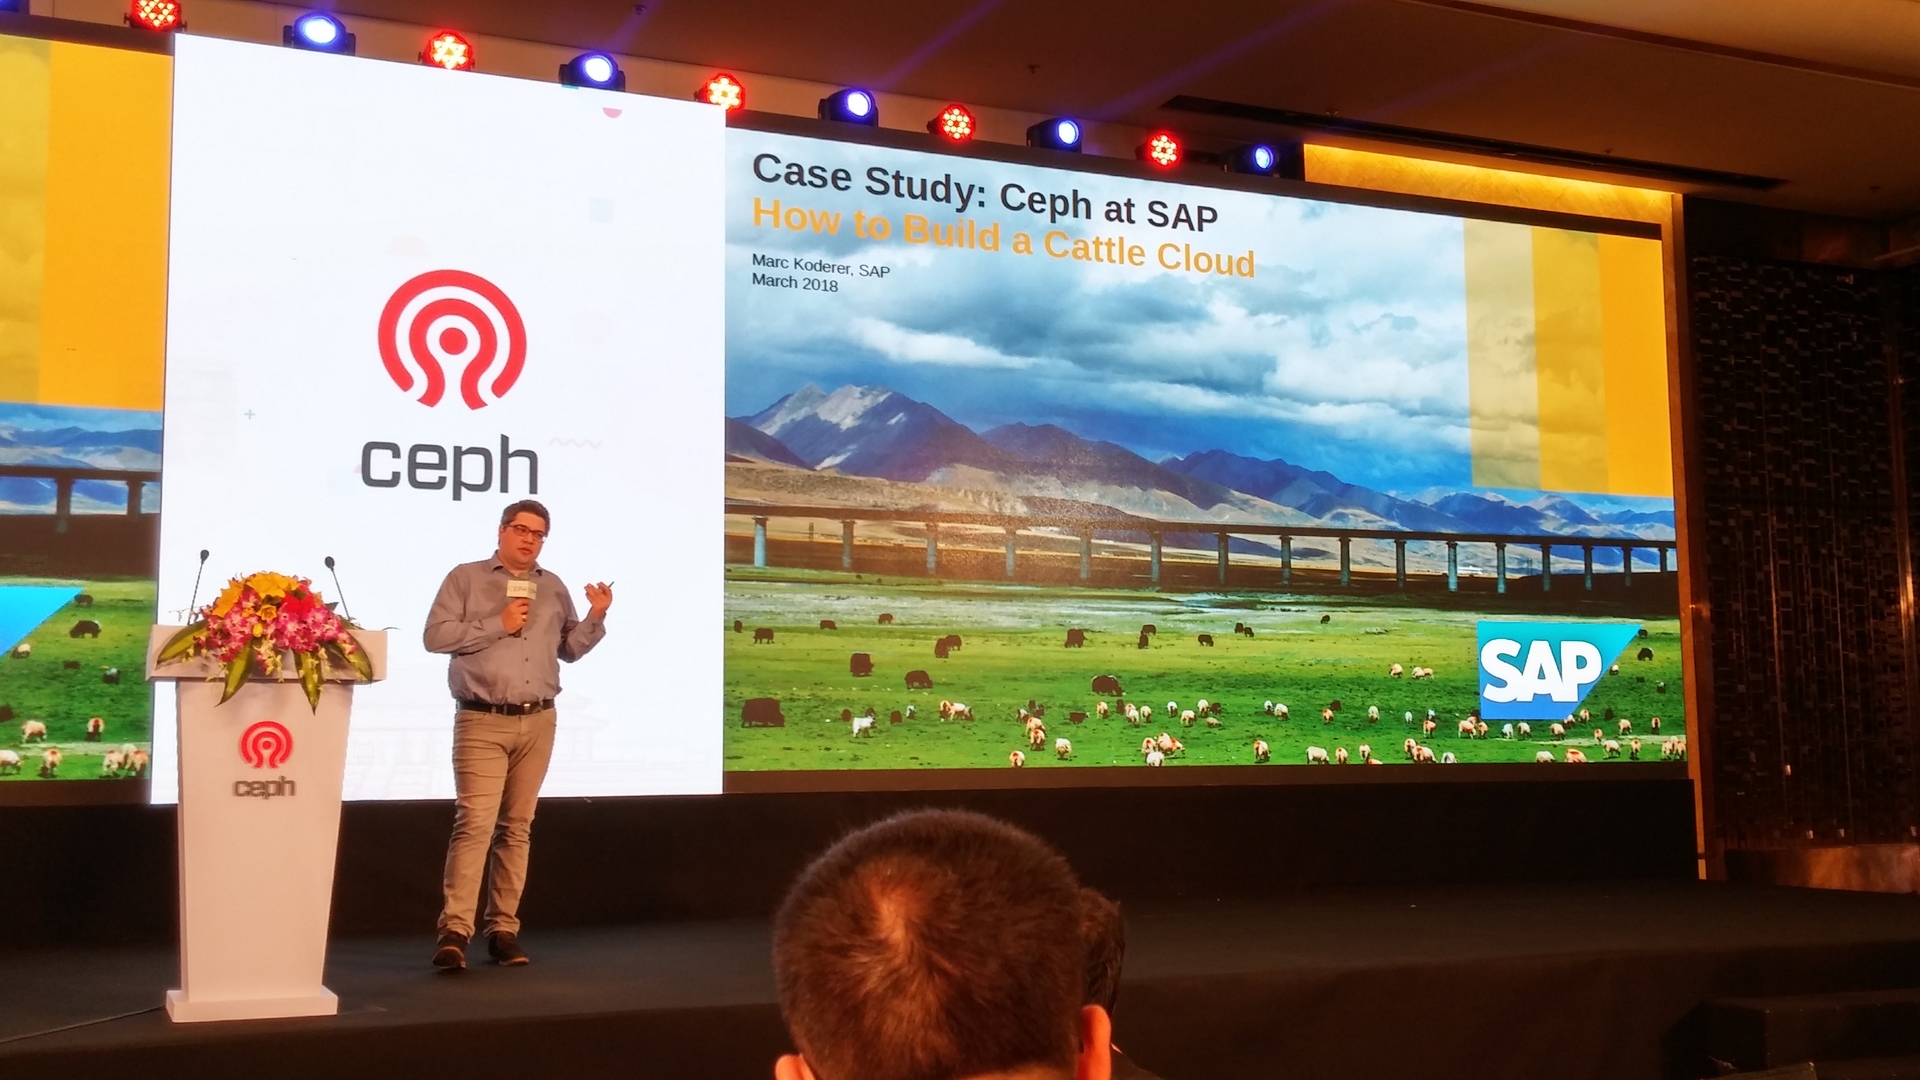 ceph
Case Study: Ceph at SAP
How to Build a Cattle Cloud
Marc Koderer, SAP
March 2018
SAP
ceph